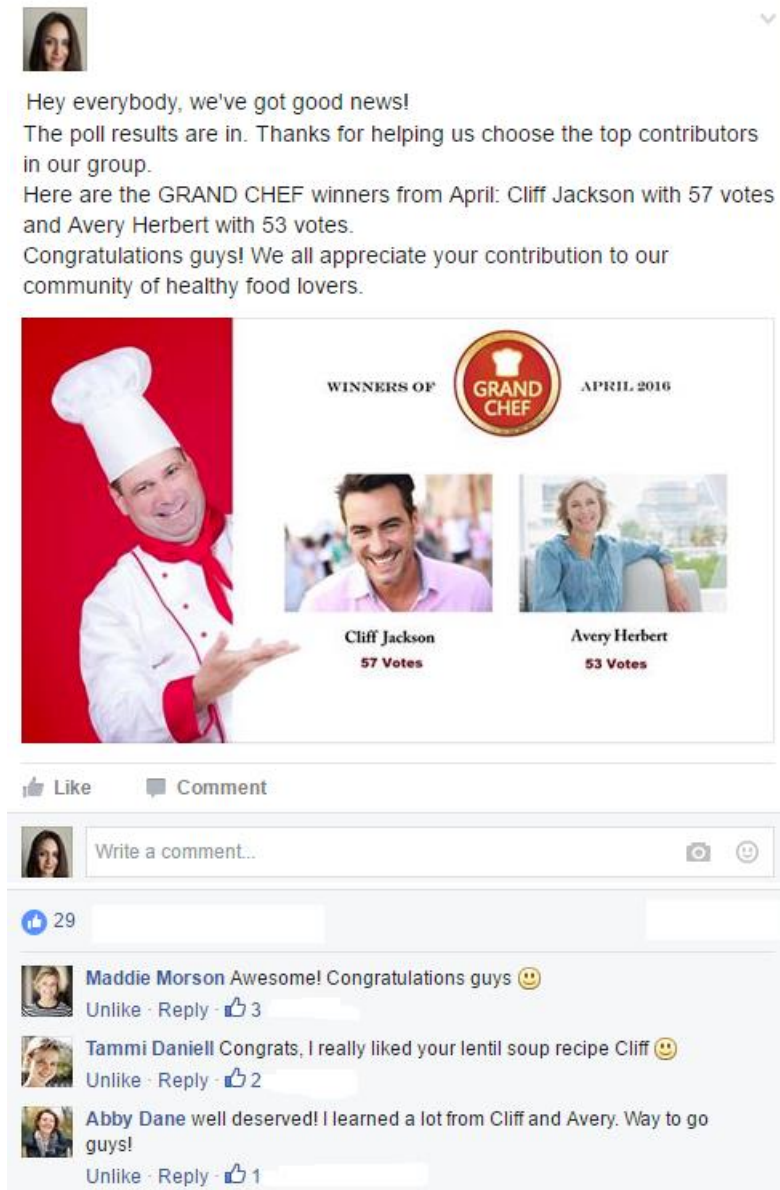 Hey everybody, we've got good news!
The poll results are in. Thanks for helping us choose the top contributors
in our group.
Here are the GRAND CHEF winners from April: Cliff Jackson with 57 votes
and Avery Herbert with 53 votes.
Congratulations guys! We all appreciate your contribution to our
community of healthy food lovers.
WINNERS OF
GRAND
CHEF
APRIL 2016
Cliff Jackson
57 Votes
Avery Herbert
53 Votes
Like Comment
Write a comment...
29
Maddie Morson Awesome! Congratulations guys
Unlike · Reply · 3
Tammi Daniell Congrats, I really liked your lentil soup recipe Cliff
Unlike · Reply · 2
Abby Dane well deserved! I learned a lot from Cliff and Avery. Way to go
guys!
Unlike · Reply · 1